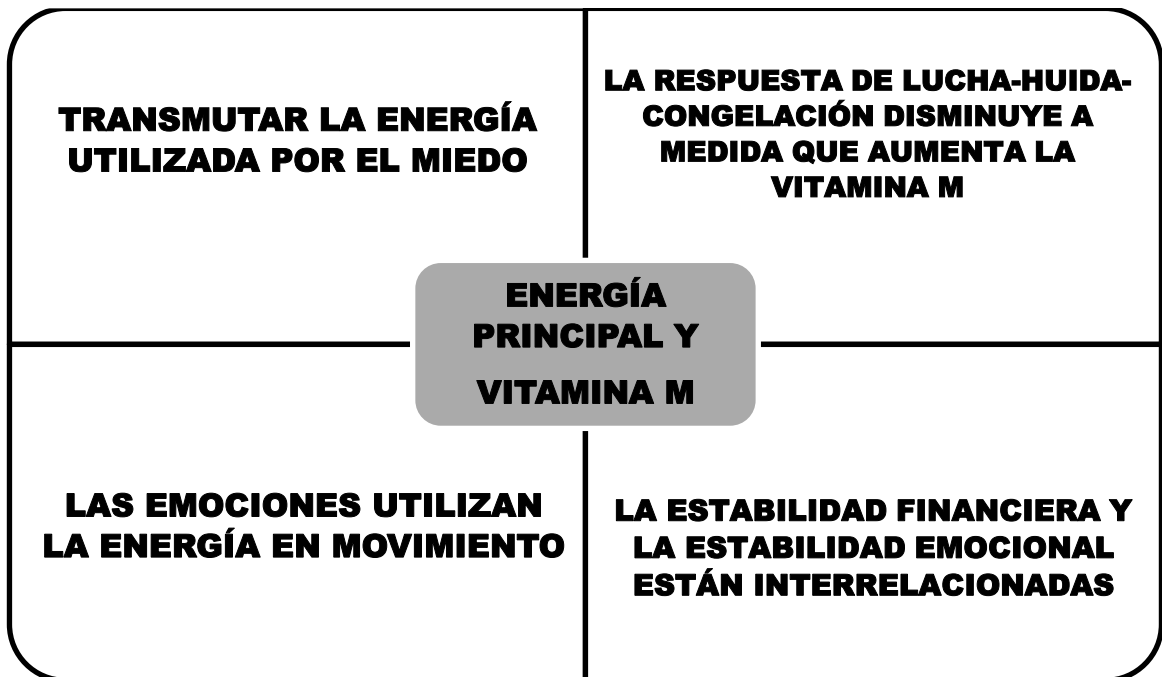 TRANSMUTAR LA ENERGÍA
UTILIZADA POR EL MIEDO
LA RESPUESTA DE LUCHA-HUIDA-
CONGELACIÓN DISMINUYE A
MEDIDA QUE AUMENTA LA
VITAMINA M
ENERGÍA
PRINCIPAL Y
VITAMINA M
LAS EMOCIONES UTILIZAN
LA ENERGÍA EN MOVIMIENTO
LA ESTABILIDAD FINANCIERA Y
LA ESTABILIDAD EMOCIONAL
ESTÁN INTERRELACIONADAS